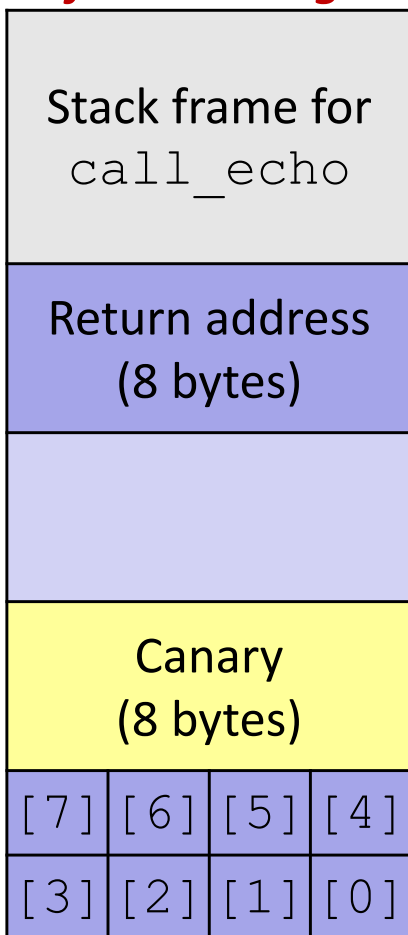 Stack frame for
call_echo
Return address
(8 bytes)
Canary
(8 bytes)
[7] [6] [5] [4]
[3] [2] [1] [0]